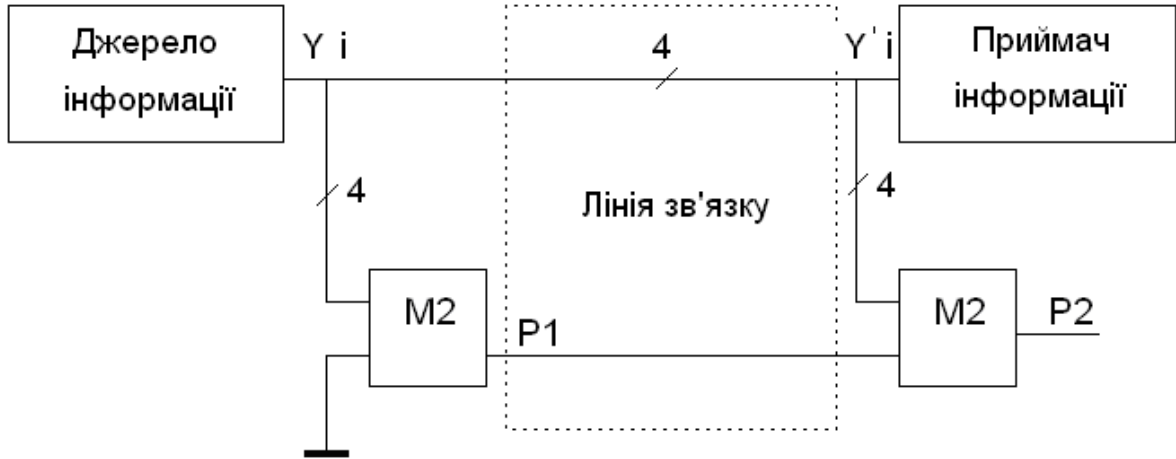 Джерело
інформації
Y i
4
Y' i
Приймач
інформації
4
Лінія зв'язку
4
M2
P1
M2
P2